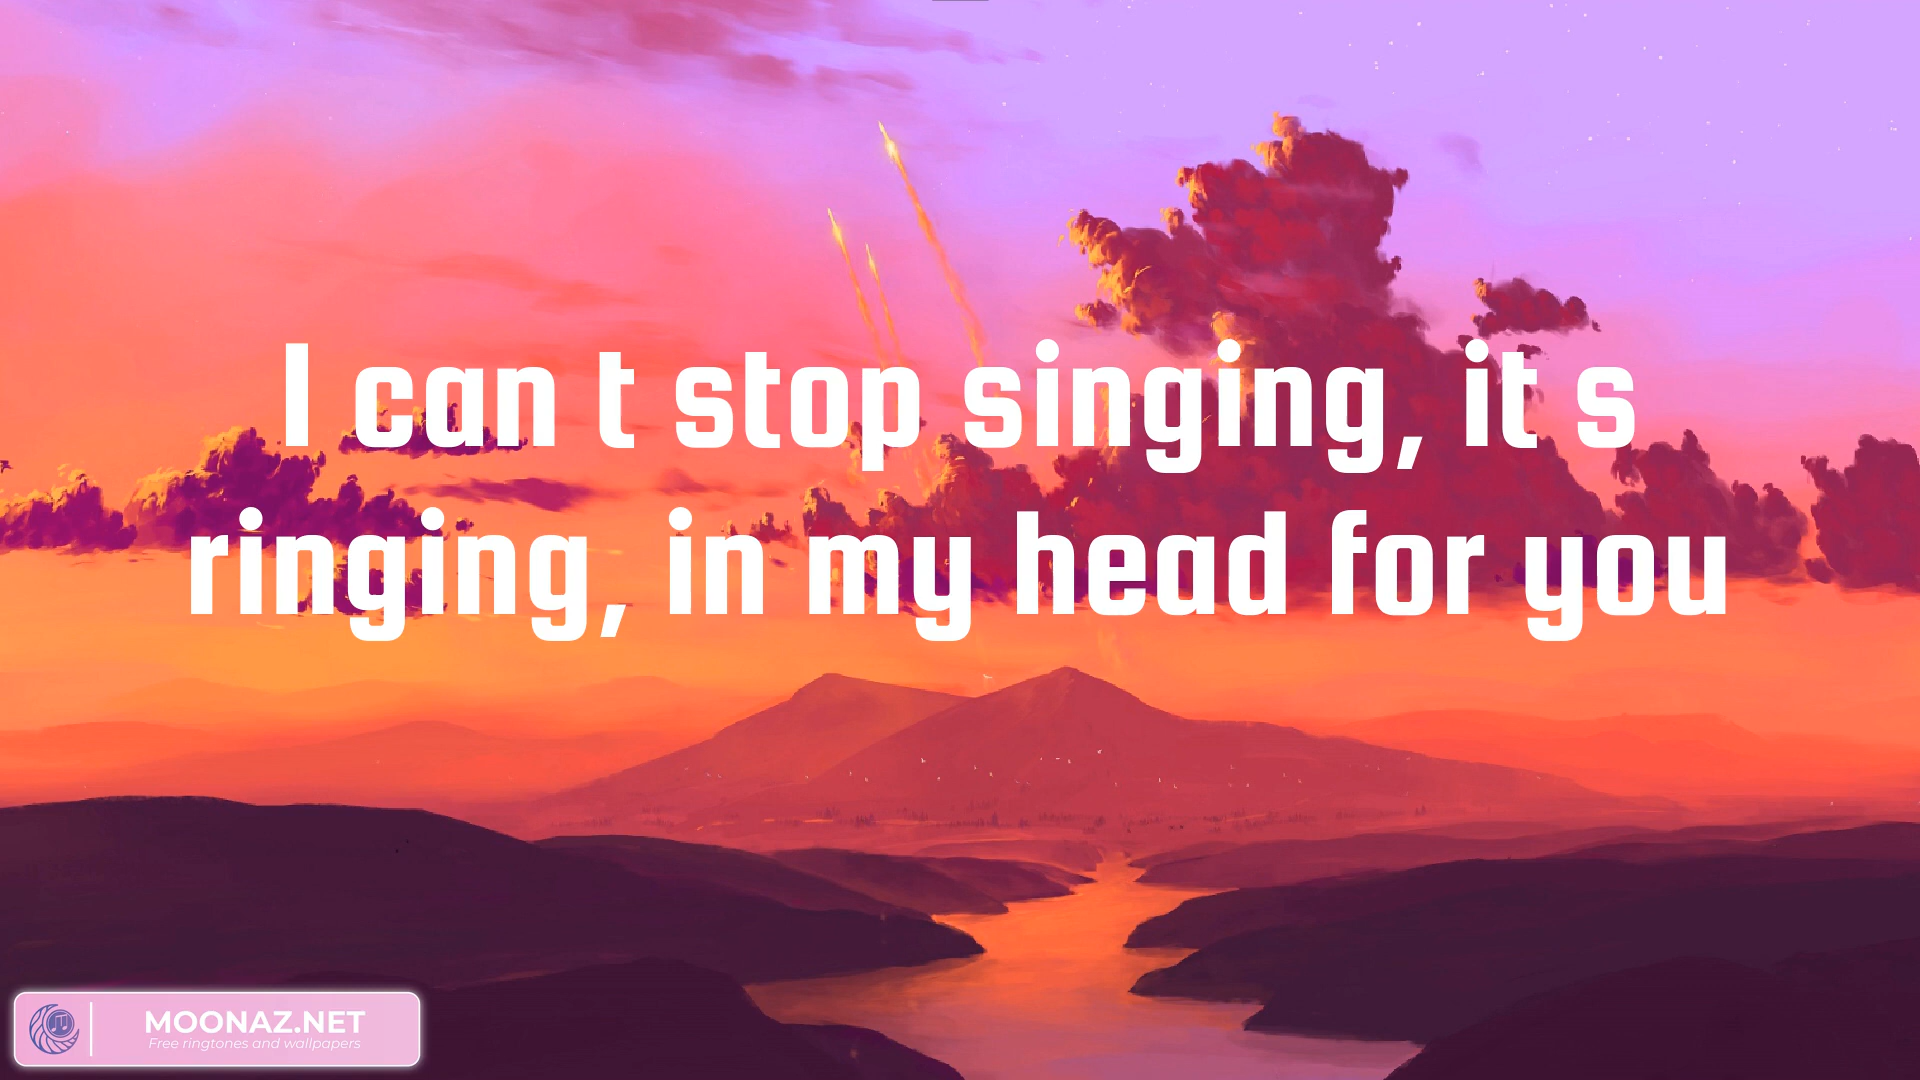 I can t stop singing, it s
ringing, in my head for you
MOONAZ.NET
Free ringtones and wallpapers